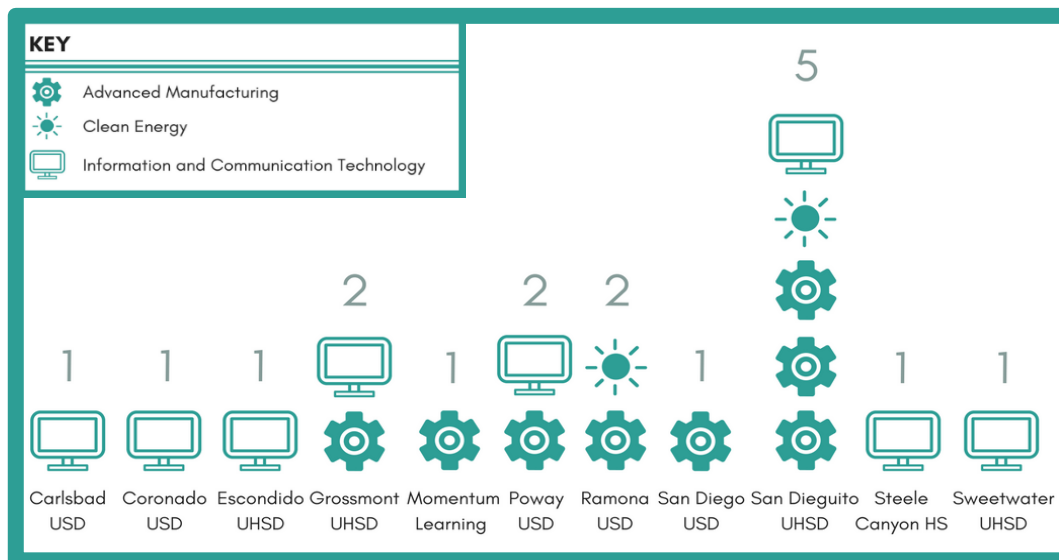 KEY
Advanced Manufacturing
Clean Energy
Information and Communication Technology
5
2
2
2
1
1
1
1
1
1
1
Carlsbad
USD
Coronado
USD
Escondido
UHSD
Grossmont
UHSD
Momentum
Learning
Poway
USD
Ramona
USD
San Diego
USD
San Dieguito
UHSD
Steele
Canyon HS
Sweetwater
UHSD